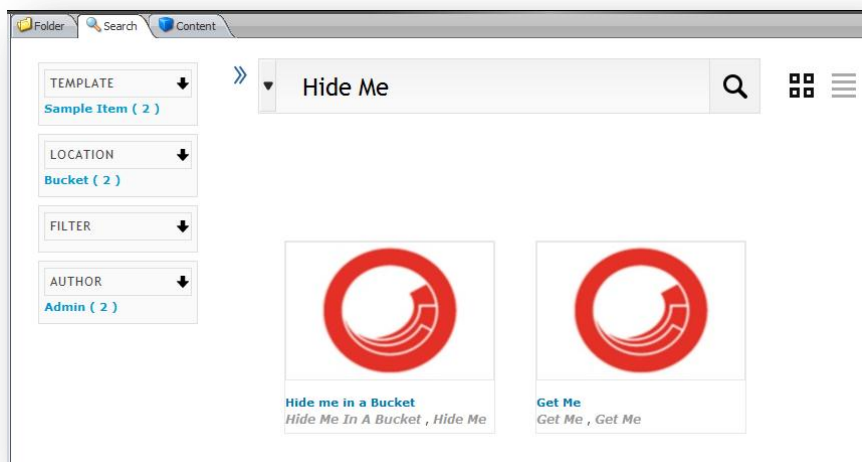 Folder
Search
Content
TEMPLATE
Sample Item ( 2 )
LOCATION
Bucket ( 2 )
FILTER
AUTHOR
Admin ( 2 )
Hide Me
Hide me in a Bucket
Hide Me In A Bucket , Hide Me
Get Me
Get Me , Get Me